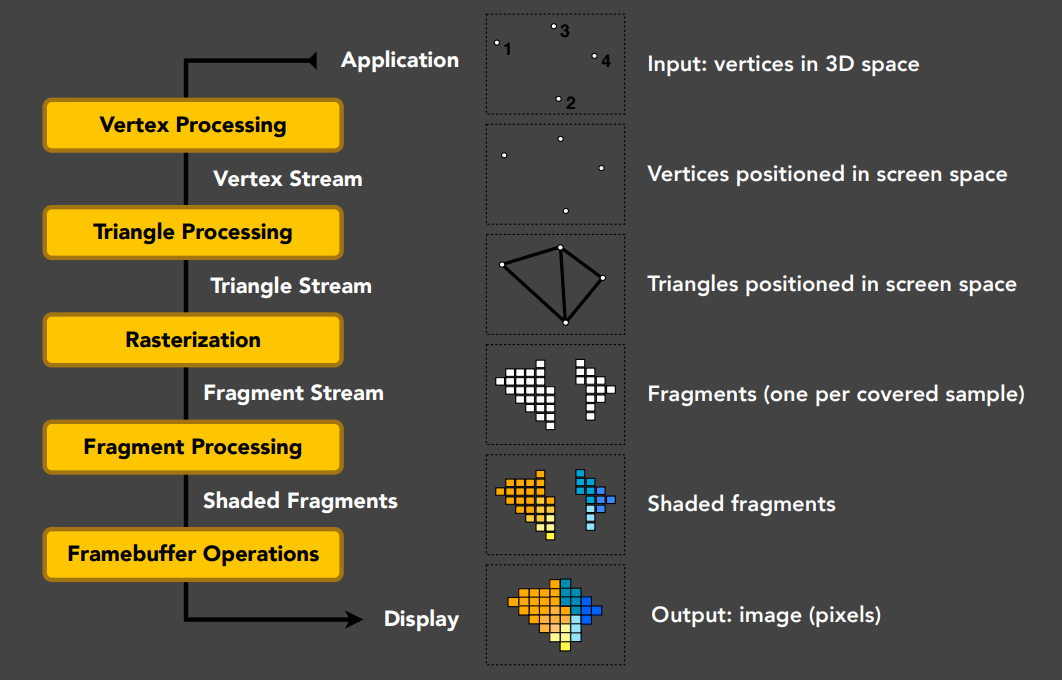 Application
1
3
4
2
Input: vertices in 3D space
Vertex Processing
Vertex Stream
Vertices positioned in screen space
Triangle Processing
Triangle Stream
Triangles positioned in screen space
Rasterization
Fragment Stream
Fragments (one per covered sample)
Fragment Processing
Shaded Fragments
Shaded fragments
Framebuffer Operations
Display
Output: image (pixels)